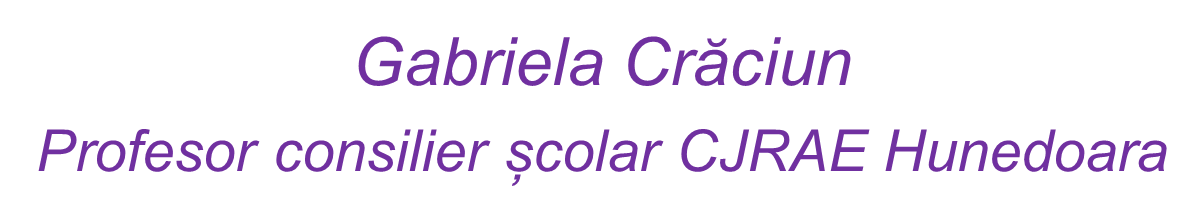 Gabriela Crăciun
Profesor consilier școlar CJRAE Hunedoara